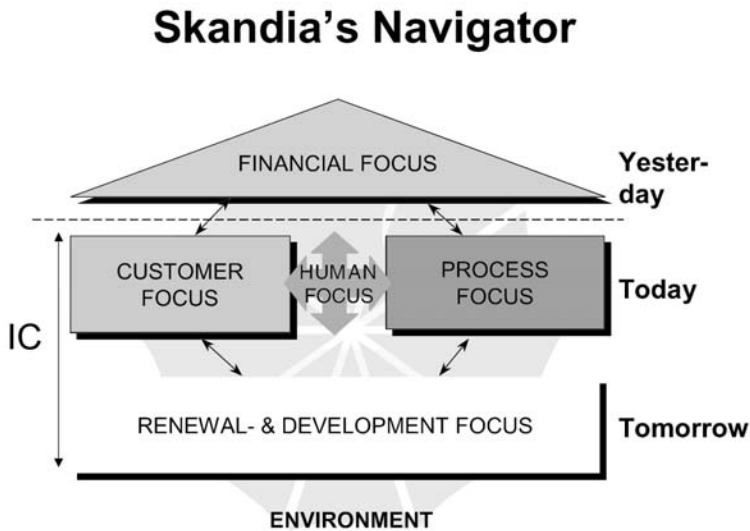 Skandia’s Navigator
FINANCIAL FOCUS
Yester-
day
CUSTOMER
FOCUS
HUMAN
FOCUS
PROCESS
FOCUS
Today
IC
RENEWAL- & DEVELOPMENT FOCUS
Tomorrow
ENVIRONMENT